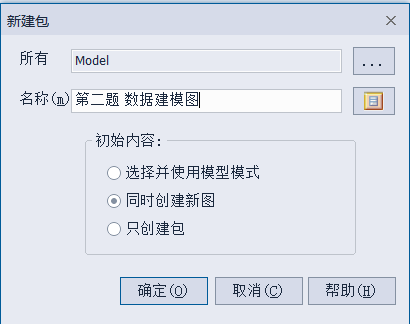 新建包
所有 Model ...
名称(m) 第二题 数据建模图
初始内容:
选择并使用模型模式
同时创建新图
只创建包
确定(O) 取消(C) 帮助(H)